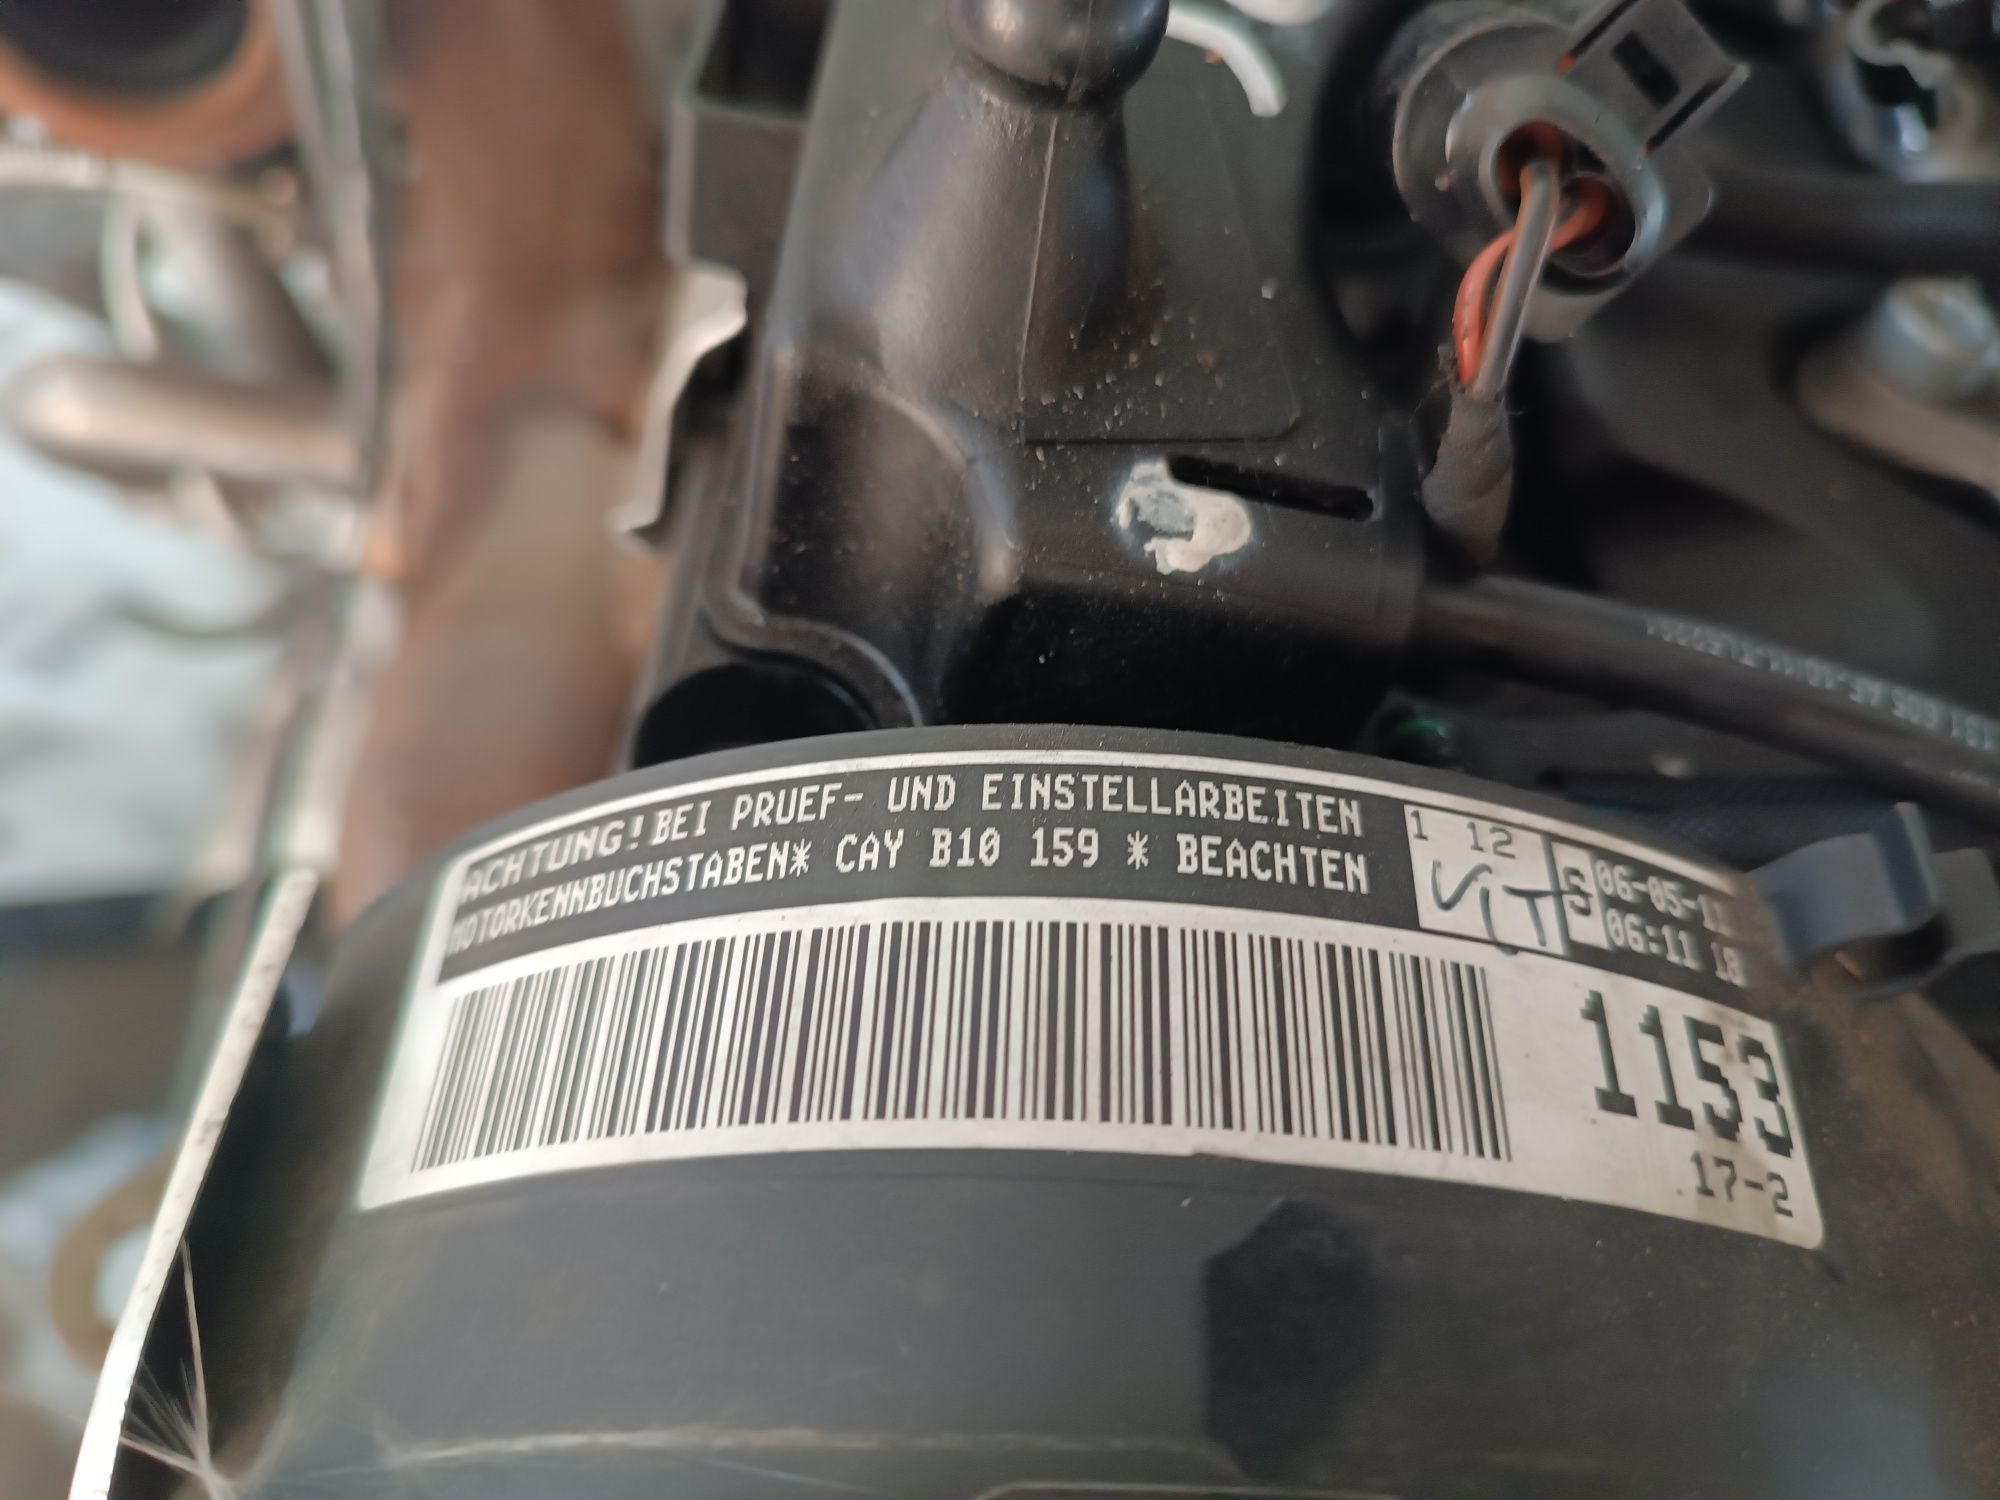 ACHTUNG! BEI PRUEF- UND EINSTELLARBEITEN
MOTORKENNBUCHSTABEN* CAY B10 159 * BEACHTEN
1 12
S
06-05-11
06:11 18
1153
17-2